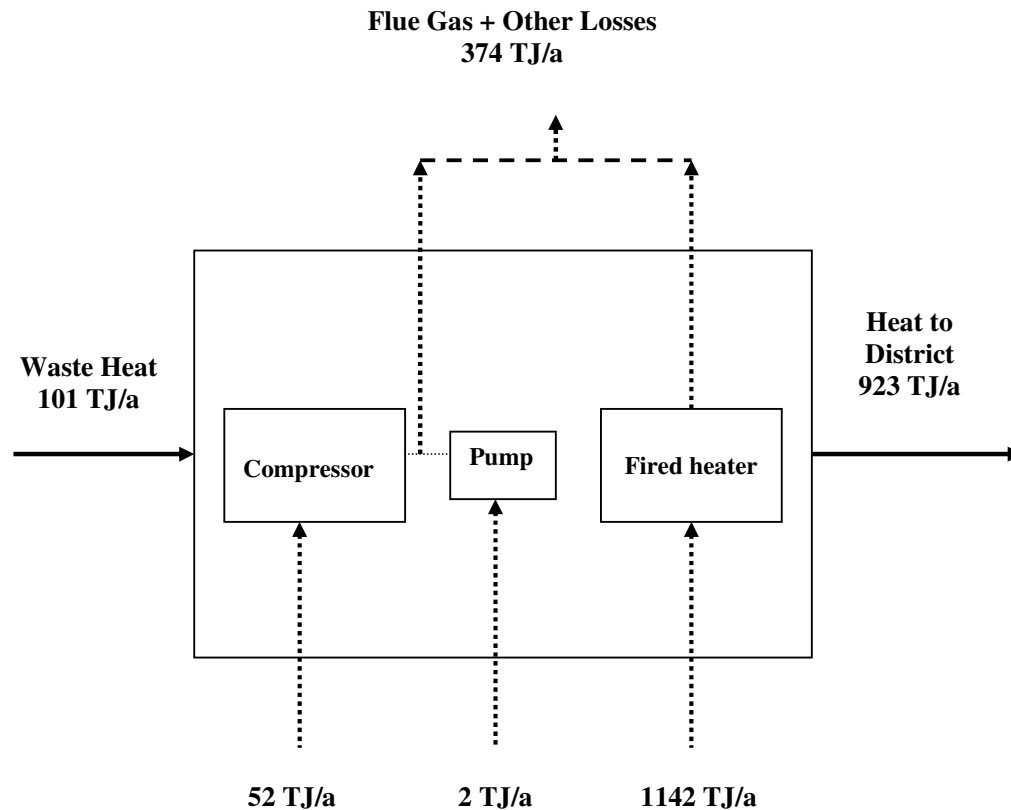 Flue Gas + Other Losses
374 TJ/a
Waste Heat
101 TJ/a
Heat to
District
923 TJ/a
Compressor
Pump
Fired heater
52 TJ/a
2 TJ/a
1142 TJ/a